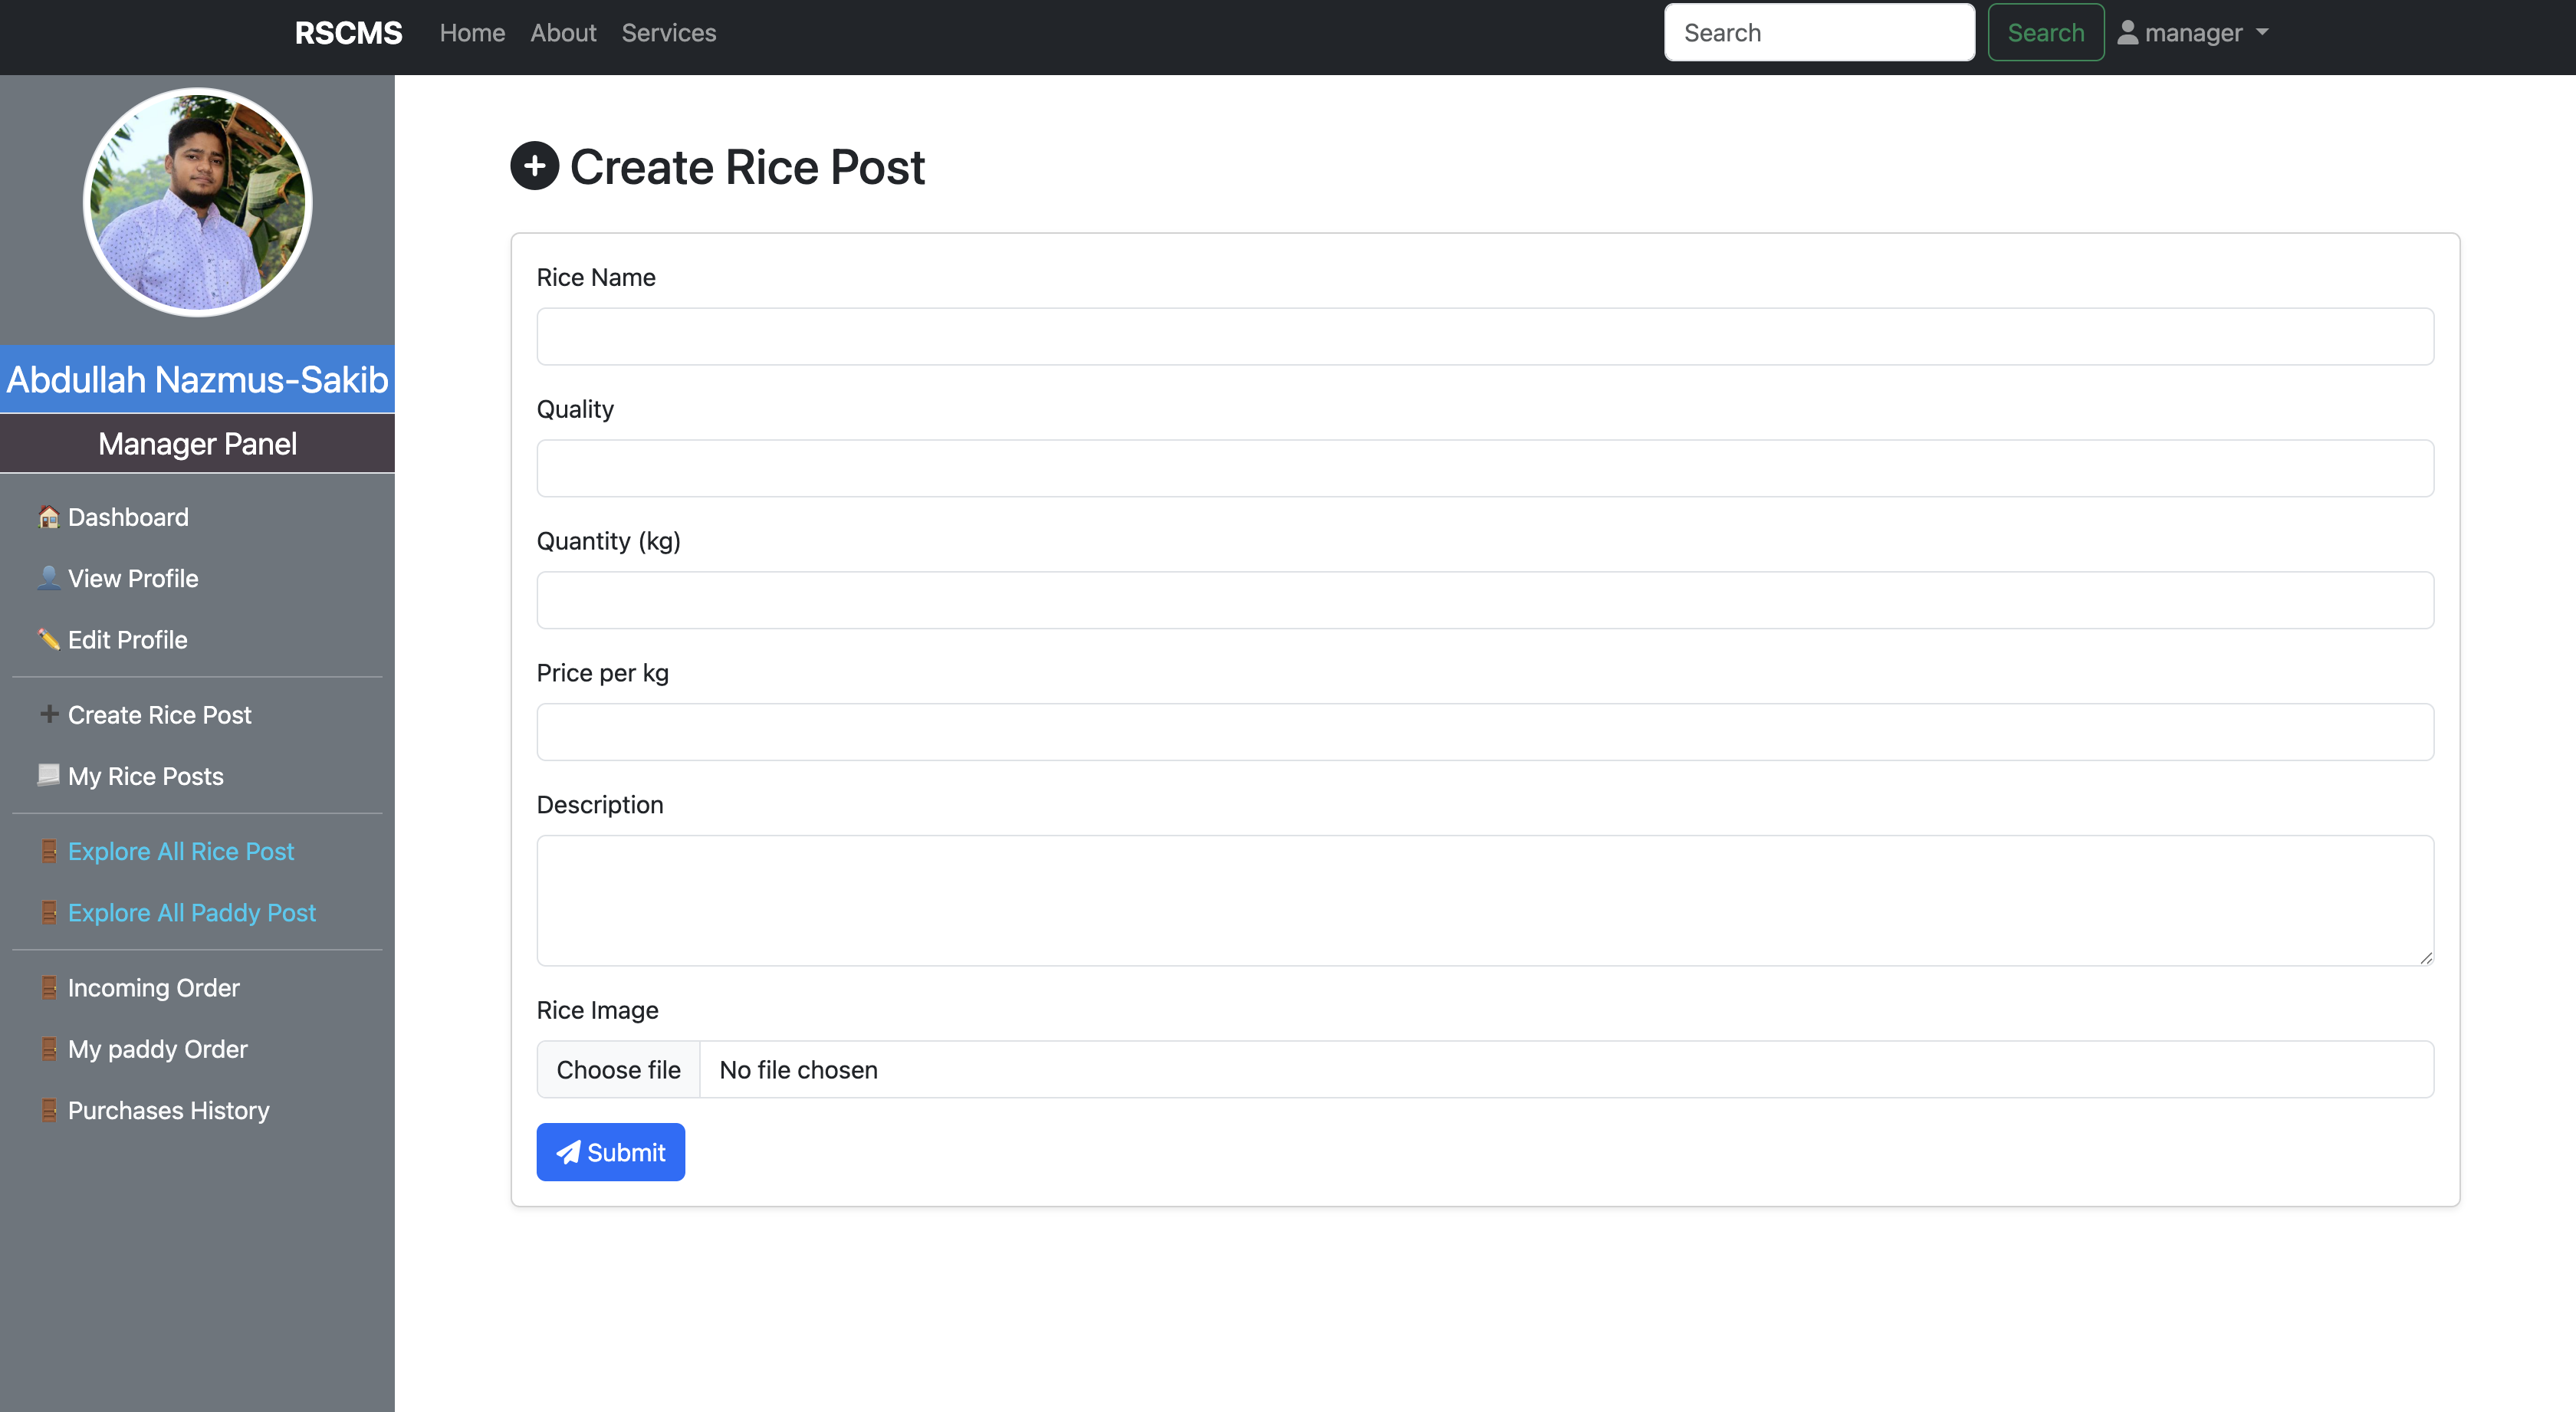 RSCMS Home About Services Search Search manager
Abdullah Nazmus-Sakib
Manager Panel
Dashboard
View Profile
Edit Profile
Create Rice Post
My Rice Posts
Explore All Rice Post
Explore All Paddy Post
Incoming Order
My paddy Order
Purchases History
Create Rice Post
Rice Name
Quality
Quantity (kg)
Price per kg
Description
Rice Image
Choose file No file chosen
Submit